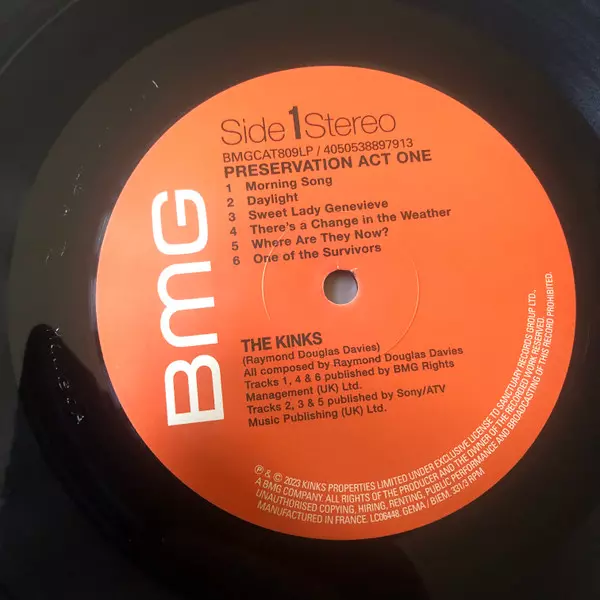 Side 1 Stereo
BMGCAT809LP / 4050538897913
PRESERVATION ACT ONE
1 Morning Song
2 Daylight
3 Sweet Lady Genevieve
4 There's a Change in the Weather
5 Where Are They Now?
6 One of the Survivors
BMG
THE KINKS
(Raymond Douglas Davies)
All composed by Raymond Douglas Davies
Tracks 1, 4 & 6 published by BMG Rights
Management (UK) Ltd.
Tracks 2, 3 & 5 published by Sony/ATV
Music Publishing (UK) Ltd.
℗ & © 2023 KINKS PROPERTIES LIMITED UNDER EXCLUSIVE LICENSE TO SANCTUARY RECORDS GROUP LTD.,
A BMG COMPANY. ALL RIGHTS OF THE PRODUCER AND THE OWNER OF THE RECORDED WORK RESERVED.
UNAUTHORISED COPYING, HIRING, RENTING, PUBLIC PERFORMANCE AND BROADCASTING OF THIS RECORD PROHIBITED.
MANUFACTURED IN FRANCE. LC06448. GEMA / BIEM. 33 1/3 RPM